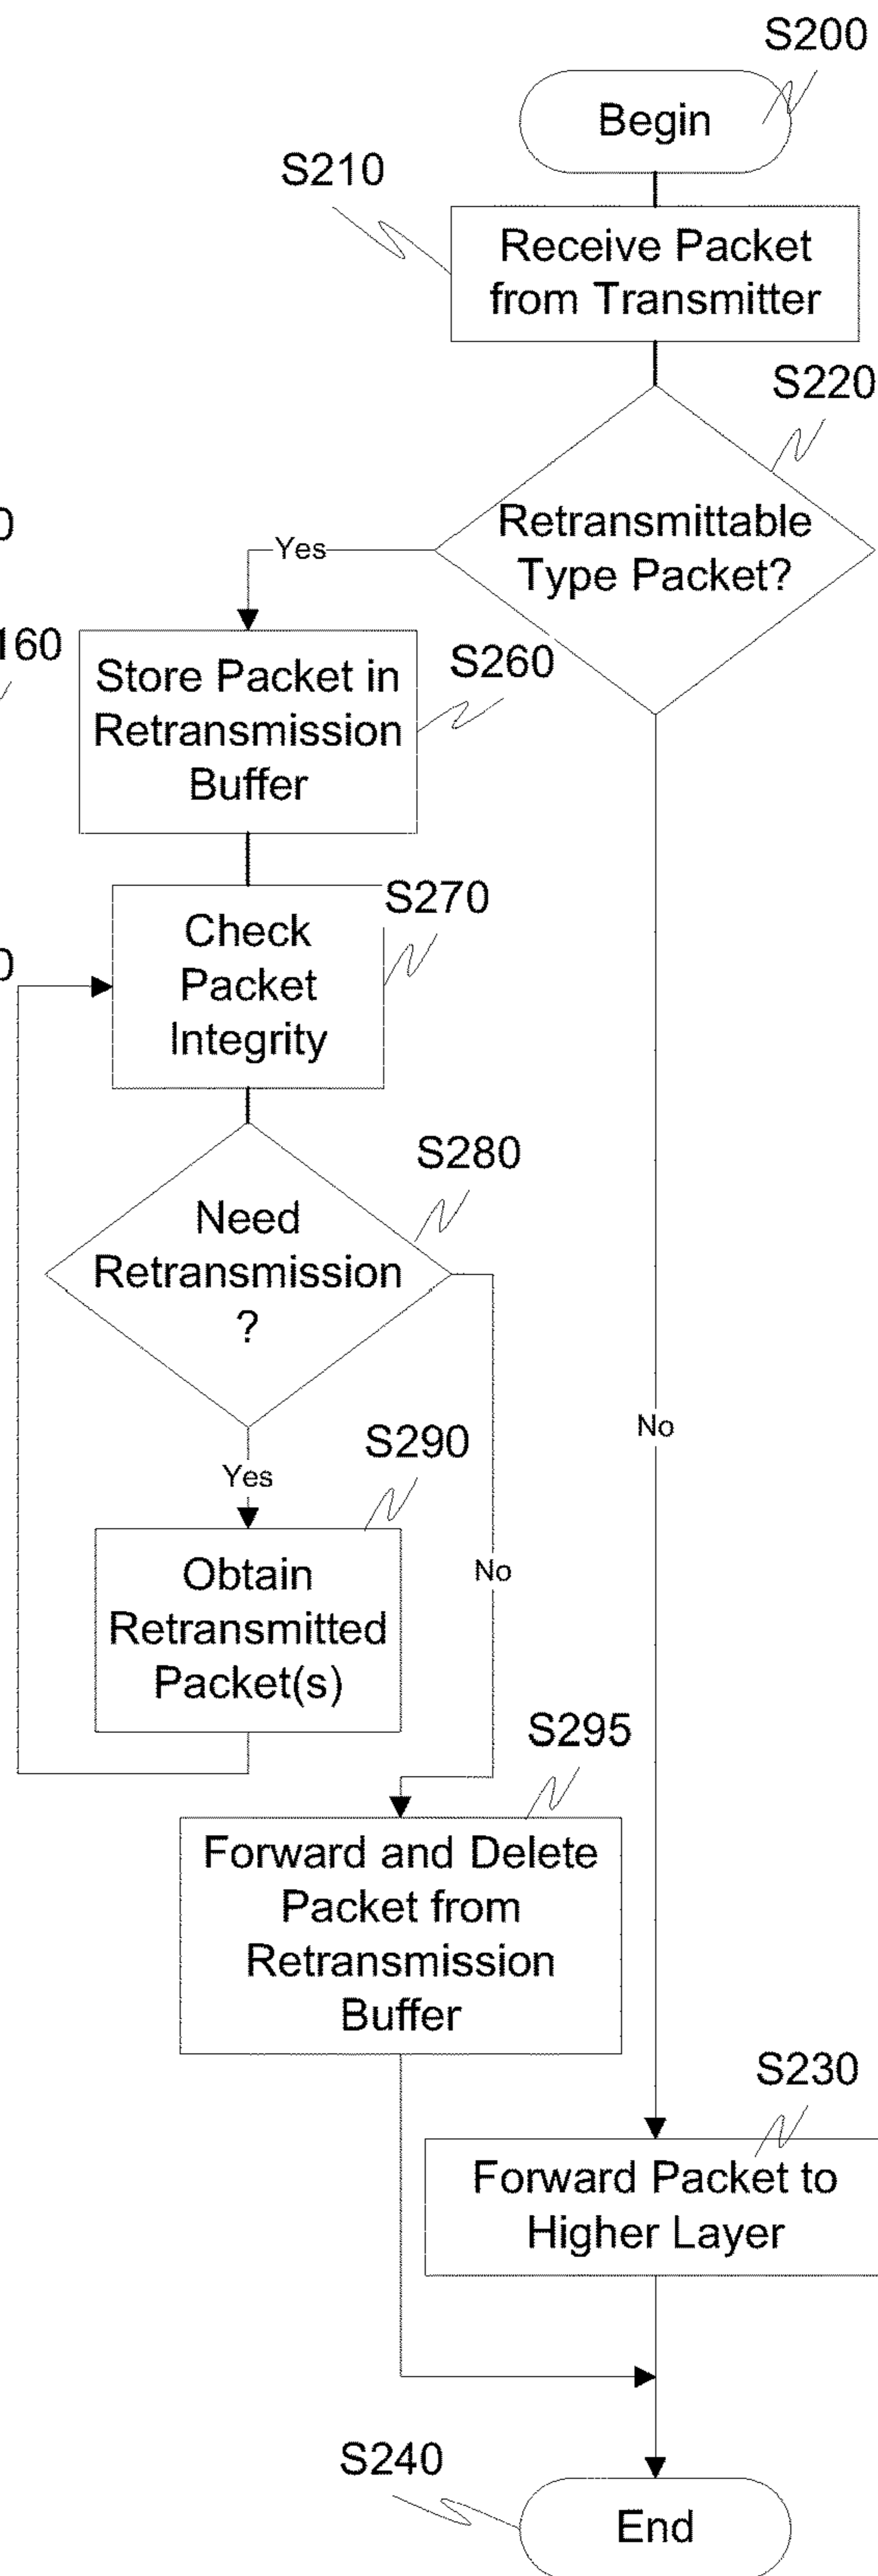 S200
Begin
S210
Receive Packet
from Transmitter
S220
Retransmittable
Type Packet?
Yes
0
160
Store Packet in
Retransmission
Buffer
S260
S270
Check
Packet
Integrity
0
S280
Need
Retransmission
?
No
S290
Yes
Obtain
Retransmitted
Packet(s)
No
S295
Forward and Delete
Packet from
Retransmission
Buffer
S230
Forward Packet to
Higher Layer
S240
End